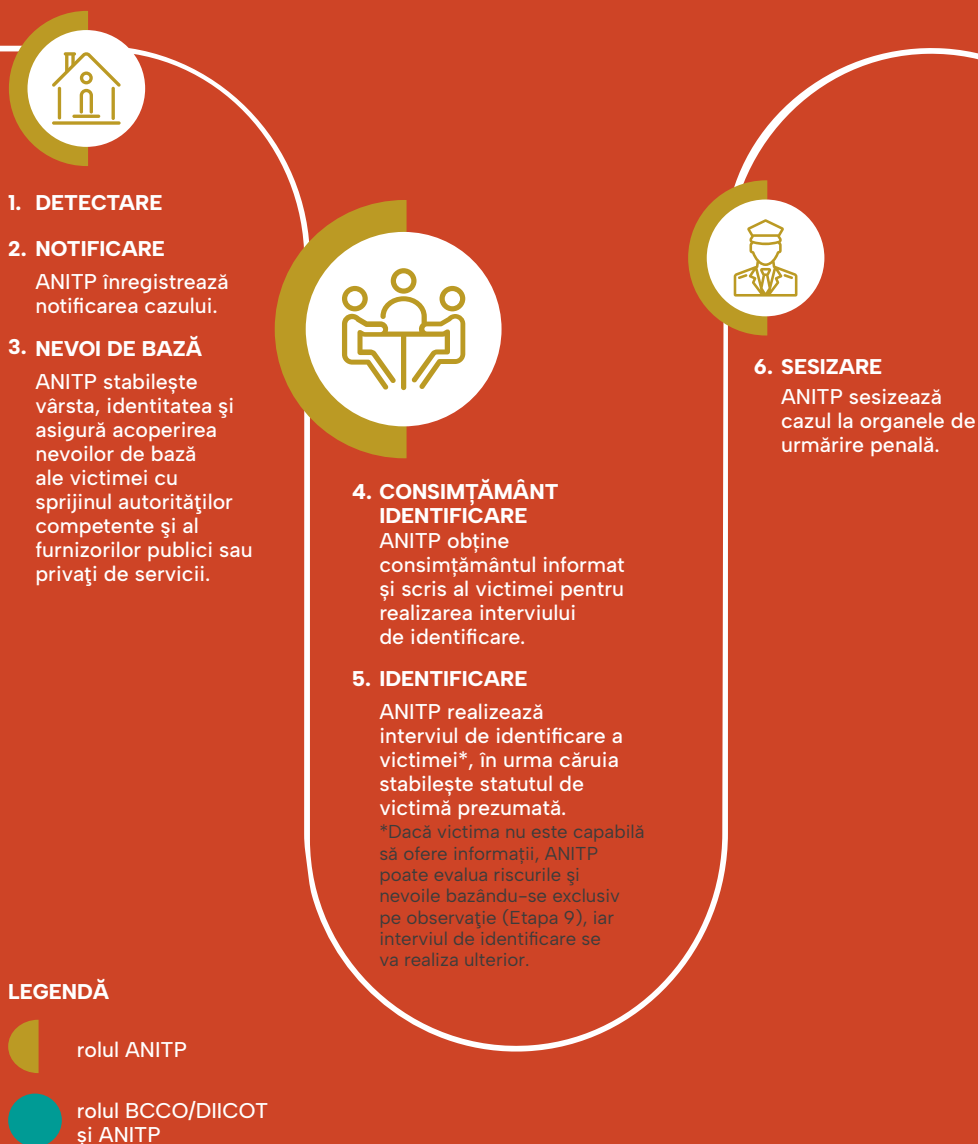 1. DETECTARE
2. NOTIFICARE
ANITP înregistrează
notificarea cazului.
3. NEVOI DE BAZĂ
ANITP stabilește
vârsta, identitatea şi
asigură acoperirea
nevoilor de bază
ale victimei cu
sprijinul autorităţilor
competente şi al
furnizorilor publici sau
privaţi de servicii.
4. CONSIMȚĂMÂNT
IDENTIFICARE
ANITP obține
consimțământul informat
și scris al victimei pentru
realizarea interviului
de identificare.
5. IDENTIFICARE
ANITP realizează
interviul de identificare a
victimei*, în urma căruia
stabilește statutul de
victimă prezumată.
*Dacă victima nu este capabilă
să ofere informații, ANITP
poate evalua riscurile şi
nevoile bazându-se exclusiv
pe observaţie (Etapa 9), iar
interviul de identificare se
va realiza ulterior.
6. SESIZARE
ANITP sesizează
cazul la organele de
urmărire penală.
LEGENDĂ
rolul ANITP
rolul BCCO/DIICOT
și ANITP